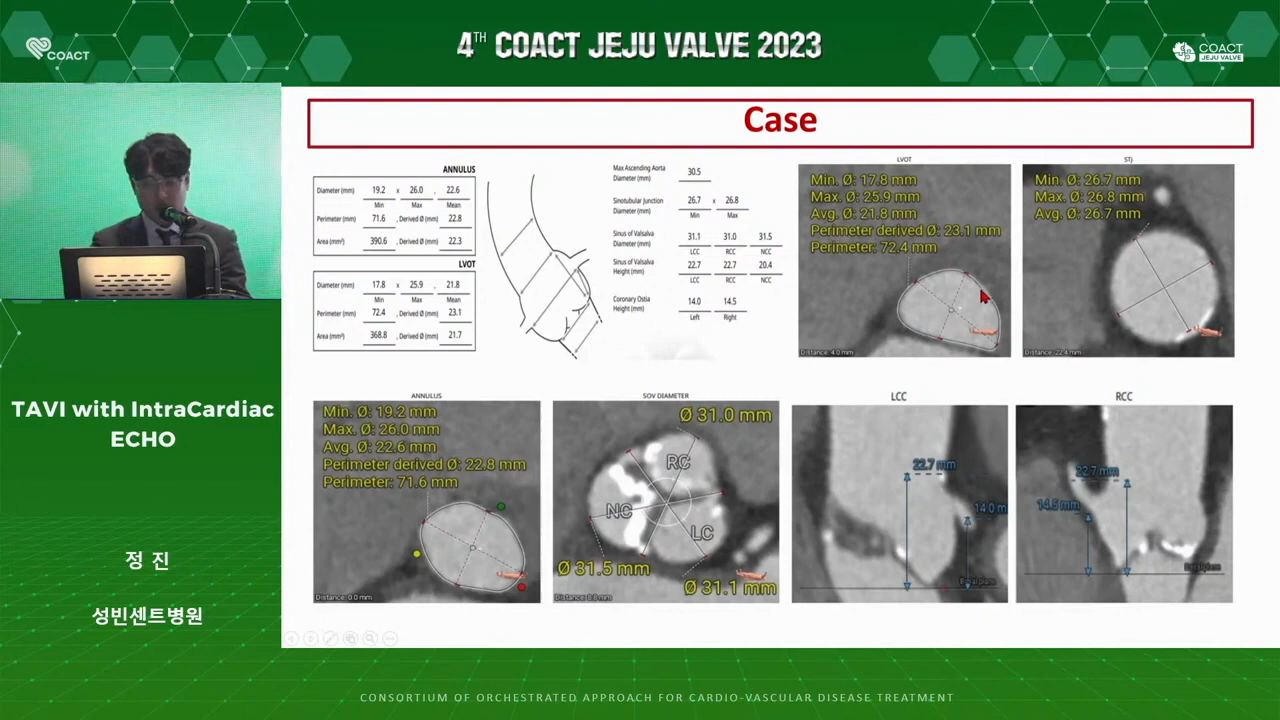 COACT
4TH COACT JEJU VALVE 2023
COACT
JEJU VALVE
Case
ANNULUS
Diameter (mm) 19.2 x 26.0 , 22.6
Min Max Mean
Perimeter (mm) 71.6 , Derived Ø (mm) 22.8
Area (mm²) 390.6 , Derived Ø (mm) 22.3
LVOT
Diameter (mm) 17.8 x 25.9 , 21.8
Min Max Mean
Perimeter (mm) 72.4 , Derived Ø (mm) 23.1
Area (mm²) 368.8 , Derived Ø (mm) 21.7
Max Ascending Aorta
Diameter (mm) 30.5
Sinotubular Junction
Diameter (mm) 26.7 x 26.8
Min Max
Sinus of Valsalva
Diameter (mm) 31.1 31.0 31.5
LCC RCC NCC
Sinus of Valsalva
Height (mm) 22.7 22.7 20.4
LCC RCC NCC
Coronary Ostia
Height (mm) 14.0 14.5
Left Right
LVOT
Min. Ø: 17.8 mm
Max. Ø: 25.9 mm
Avg. Ø: 21.8 mm
Perimeter derived Ø: 23.1 mm
Perimeter: 72.4 mm
Distance: 4.0 mm
STJ
Min. Ø: 26.7 mm
Max. Ø: 26.8 mm
Avg. Ø: 26.7 mm
Distance: 22.4 mm
ANNULUS
Min. Ø: 19.2 mm
Max. Ø: 26.0 mm
Avg. Ø: 22.6 mm
Perimeter derived Ø: 22.8 mm
Perimeter: 71.6 mm
Distance: 0.0 mm
SOV DIAMETER
Ø 31.0 mm
RC
NC
LC
Ø 31.5 mm
Ø 31.1 mm
LCC
22.7 mm
14.0 m
RCC
22.7 mm
14.5 mm
TAVI with IntraCardiac
ECHO
정 진
성빈센트병원
CONSORTIUM OF ORCHESTRATED APPROACH FOR CARDIO-VASCULAR DISEASE TREATMENT